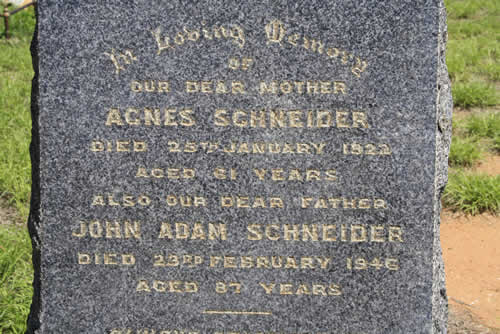 In Loving Memory
OF
OUR DEAR MOTHER
AGNES SCHNEIDER
DIED 25TH JANUARY 1922
AGED 61 YEARS
ALSO OUR DEAR FATHER
JOHN ADAM SCHNEIDER
DIED 23RD FEBRUARY 1946
AGED 87 YEARS